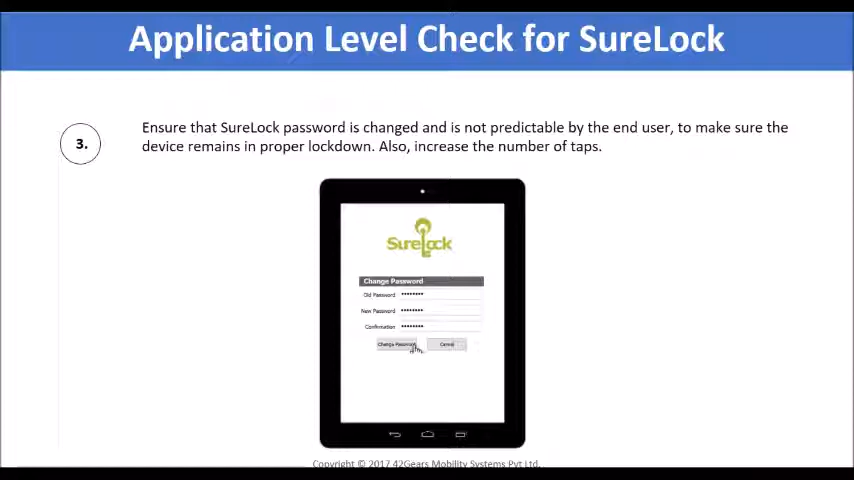 Application Level Check for SureLock
3.
Ensure that SureLock password is changed and is not predictable by the end user, to make sure the
device remains in proper lockdown. Also, increase the number of taps.
SureLock
Change Password
Old Password ••••••••
New Password ••••••••
Confirmation ••••••••
Change Password Cancel
Copyright © 2017 42Gears Mobility Systems Pvt Ltd.